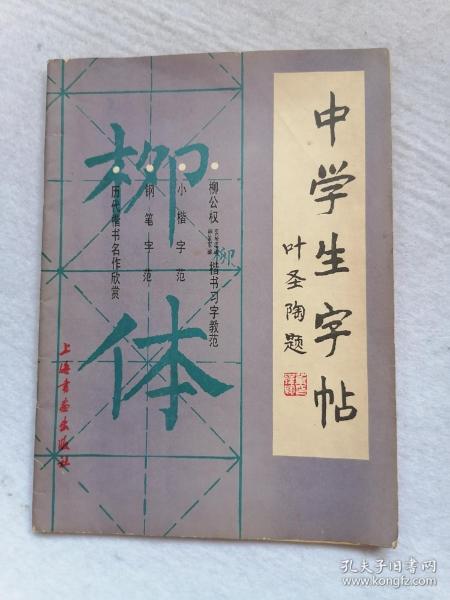 中学生字帖
叶圣陶题
柳体
柳公权
楷书习字教范
柳
小楷字范
钢笔字范
历代楷书名作欣赏
上海书画出版社
孔夫子旧书网
www.kongfz.com